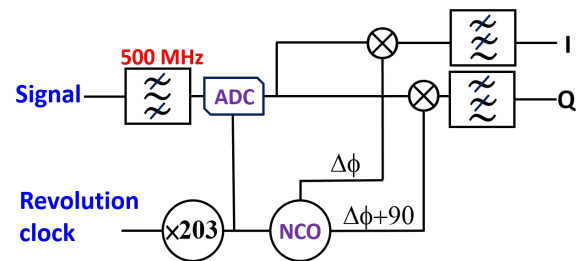 500 MHz
I
Signal
ADC
Q
Δϕ
Revolution
clock
×203
NCO
Δϕ+90